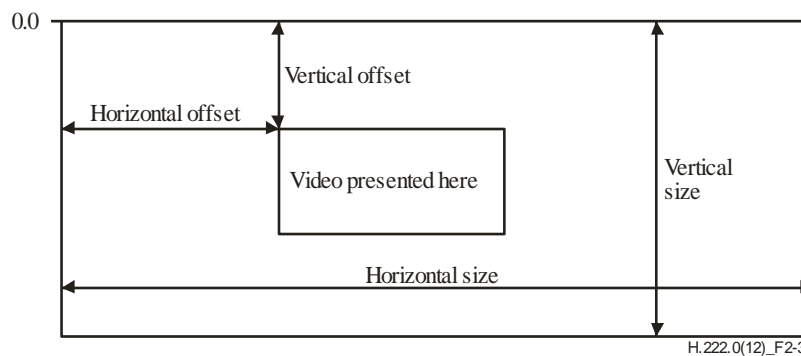 0.0
Vertical offset
Horizontal offset
Video presented here
Vertical
size
Horizontal size